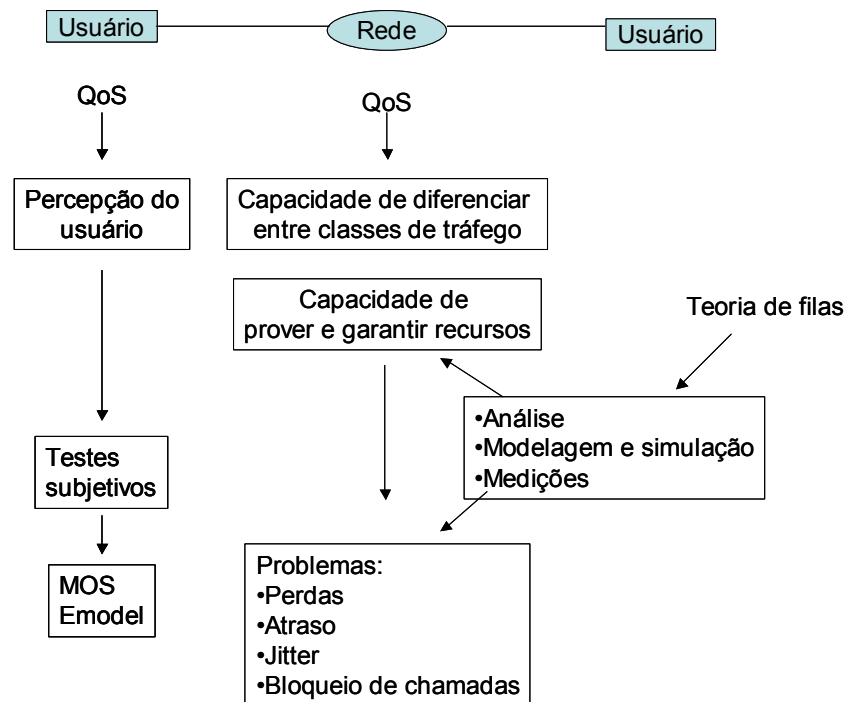 Usuário
Rede
Usuário
QoS
QoS
Percepção do
usuário
Capacidade de diferenciar
entre classes de tráfego
Capacidade de
prover e garantir recursos
Teoria de filas
•Análise
•Modelagem e simulação
•Medições
Testes
subjetivos
MOS
Emodel
Problemas:
•Perdas
•Atraso
•Jitter
•Bloqueio de chamadas